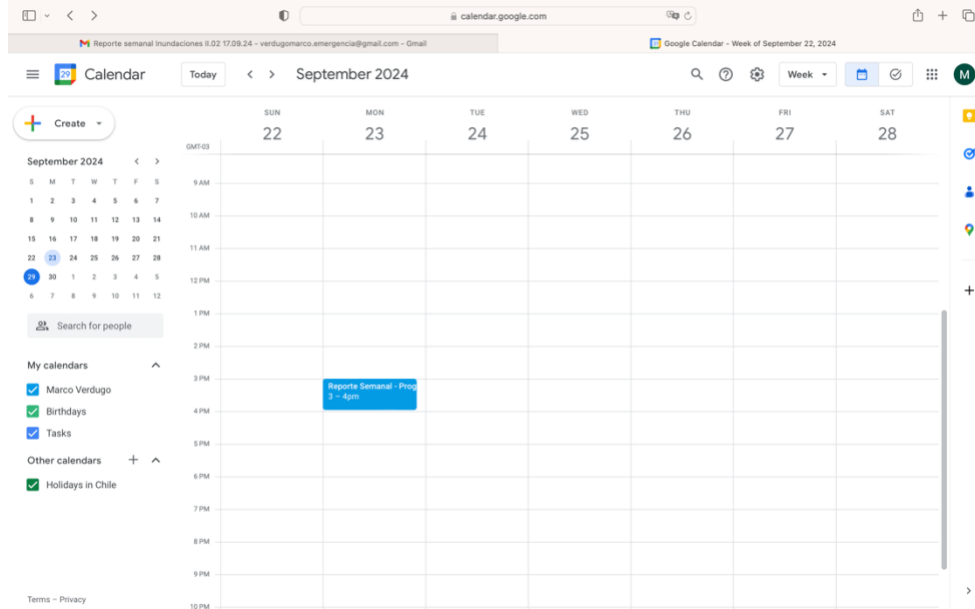 calendar.google.com
Reporte semanal Inundaciones II.02 17.09.24 - verdugomarco.emergencia@gmail.com - Gmail
Google Calendar - Week of September 22, 2024
29 Calendar
Today
September 2024
Week
M
Create
SUN MON TUE WED THU FRI SAT
22 23 24 25 26 27 28
GMT-03
September 2024
S M T W T F S
1 2 3 4 5 6 7
8 9 10 11 12 13 14
15 16 17 18 19 20 21
22 23 24 25 26 27 28
29 30 1 2 3 4 5
6 7 8 9 10 11 12
Search for people
My calendars
Marco Verdugo
Birthdays
Tasks
Other calendars
Holidays in Chile
Terms – Privacy
9 AM
10 AM
11 AM
12 PM
1 PM
2 PM
3 PM
Reporte Semanal - Prog
3 – 4pm
4 PM
5 PM
6 PM
7 PM
8 PM
9 PM
10 PM